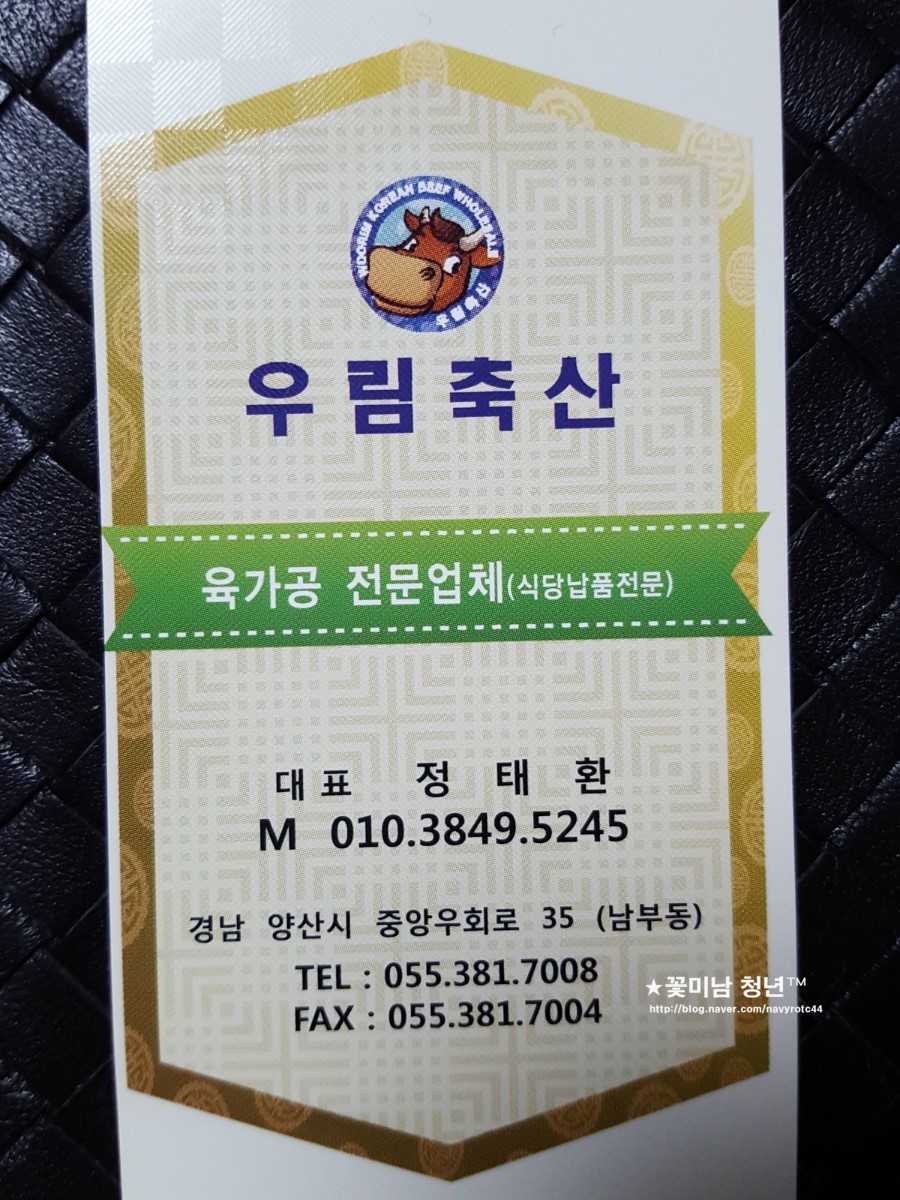 WOORIM KOREAN BEEF WHOLESALE
우림축산
우림축산
육가공 전문업체(식당납품전문)
대표 정태환
M 010.3849.5245
경남 양산시 중앙우회로 35 (남부동)
TEL : 055.381.7008
FAX : 055.381.7004
★꽃미남 청년™
http://blog.naver.com/navyrotc44